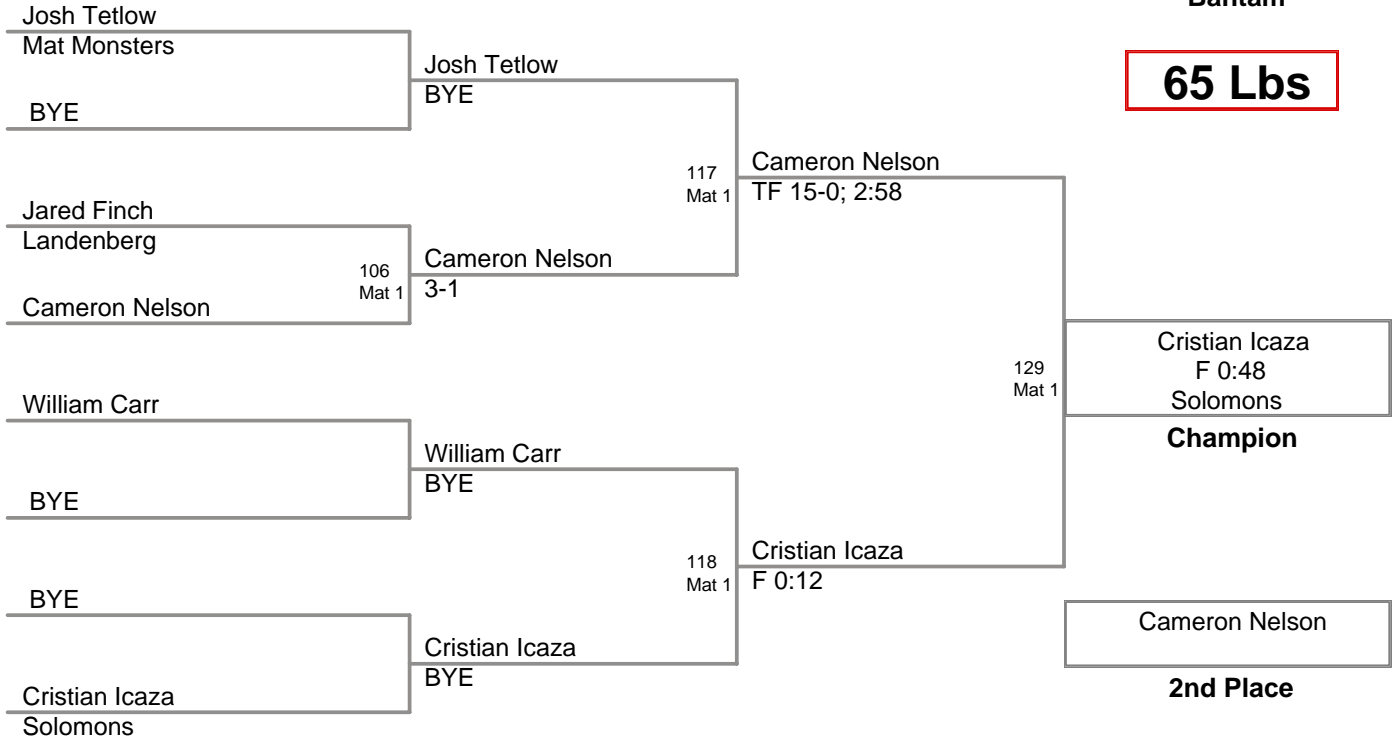 Bantam
65 Lbs
Josh Tetlow
Mat Monsters
BYE
Jared Finch
Landenberg
Cameron Nelson
William Carr
BYE
BYE
Cristian Icaza
Solomons
Josh Tetlow
BYE
106
Mat 1
Cameron Nelson
3-1
William Carr
BYE
Cristian Icaza
BYE
117
Mat 1
Cameron Nelson
TF 15-0; 2:58
118
Mat 1
Cristian Icaza
F 0:12
129
Mat 1
Cristian Icaza
F 0:48
Solomons
Champion
Cameron Nelson
2nd Place